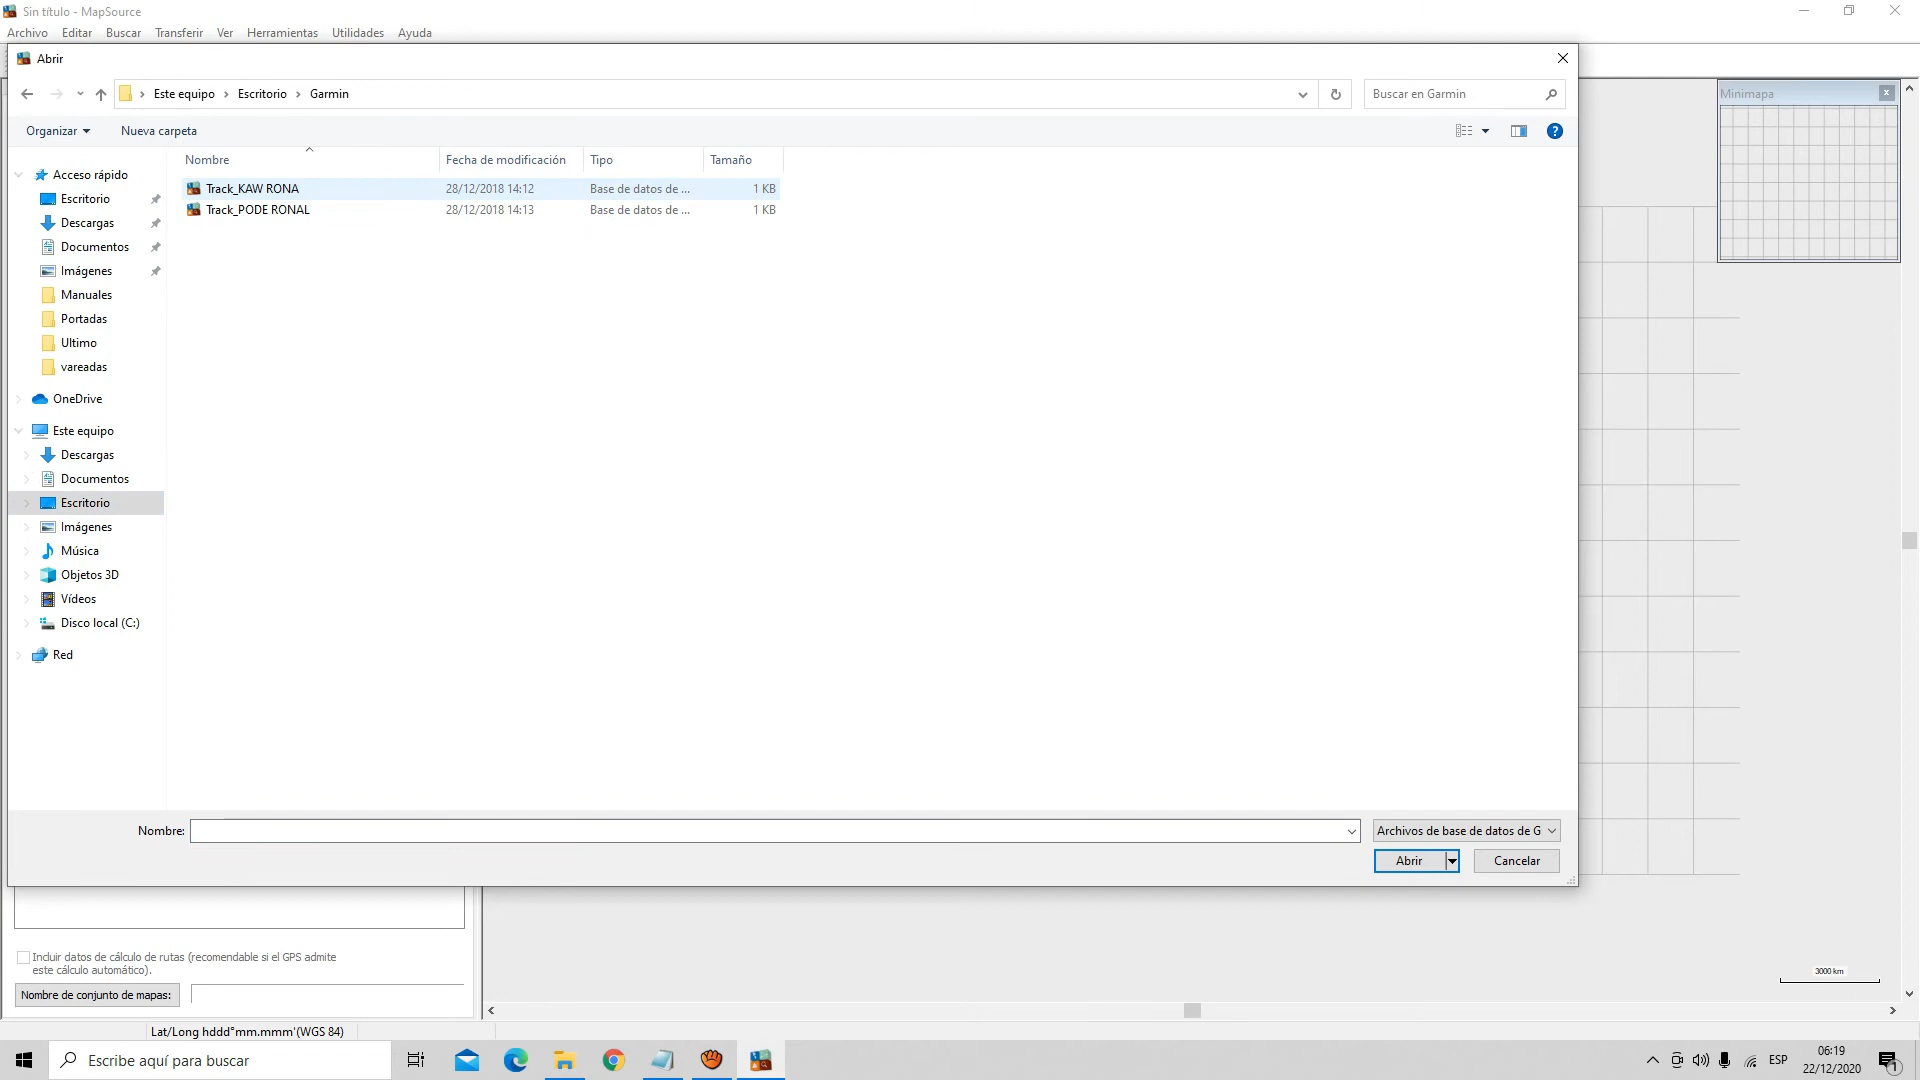 Sin título - MapSource
Archivo Editar Buscar Transferir Ver Herramientas Utilidades Ayuda
Abrir
Este equipo Escritorio Garmin
Buscar en Garmin
Organizar Nueva carpeta
Nombre Fecha de modificación Tipo Tamaño
Track_KAW RONA 28/12/2018 14:12 Base de datos de ... 1 KB
Track_PODE RONAL 28/12/2018 14:13 Base de datos de ... 1 KB
Acceso rápido
Escritorio
Descargas
Documentos
Imágenes
Manuales
Portadas
Ultimo
vareadas
OneDrive
Este equipo
Descargas
Documentos
Escritorio
Imágenes
Música
Objetos 3D
Vídeos
Disco local (C:)
Red
Nombre:
Archivos de base de datos de G
Abrir
Cancelar
Minimapa
3000 km
Incluir datos de cálculo de rutas (recomendable si el GPS admite
este cálculo automático).
Nombre de conjunto de mapas:
Lat/Long hddd°mm.mmm'(WGS 84)
Escribe aquí para buscar
ESP
06:19
22/12/2020
1